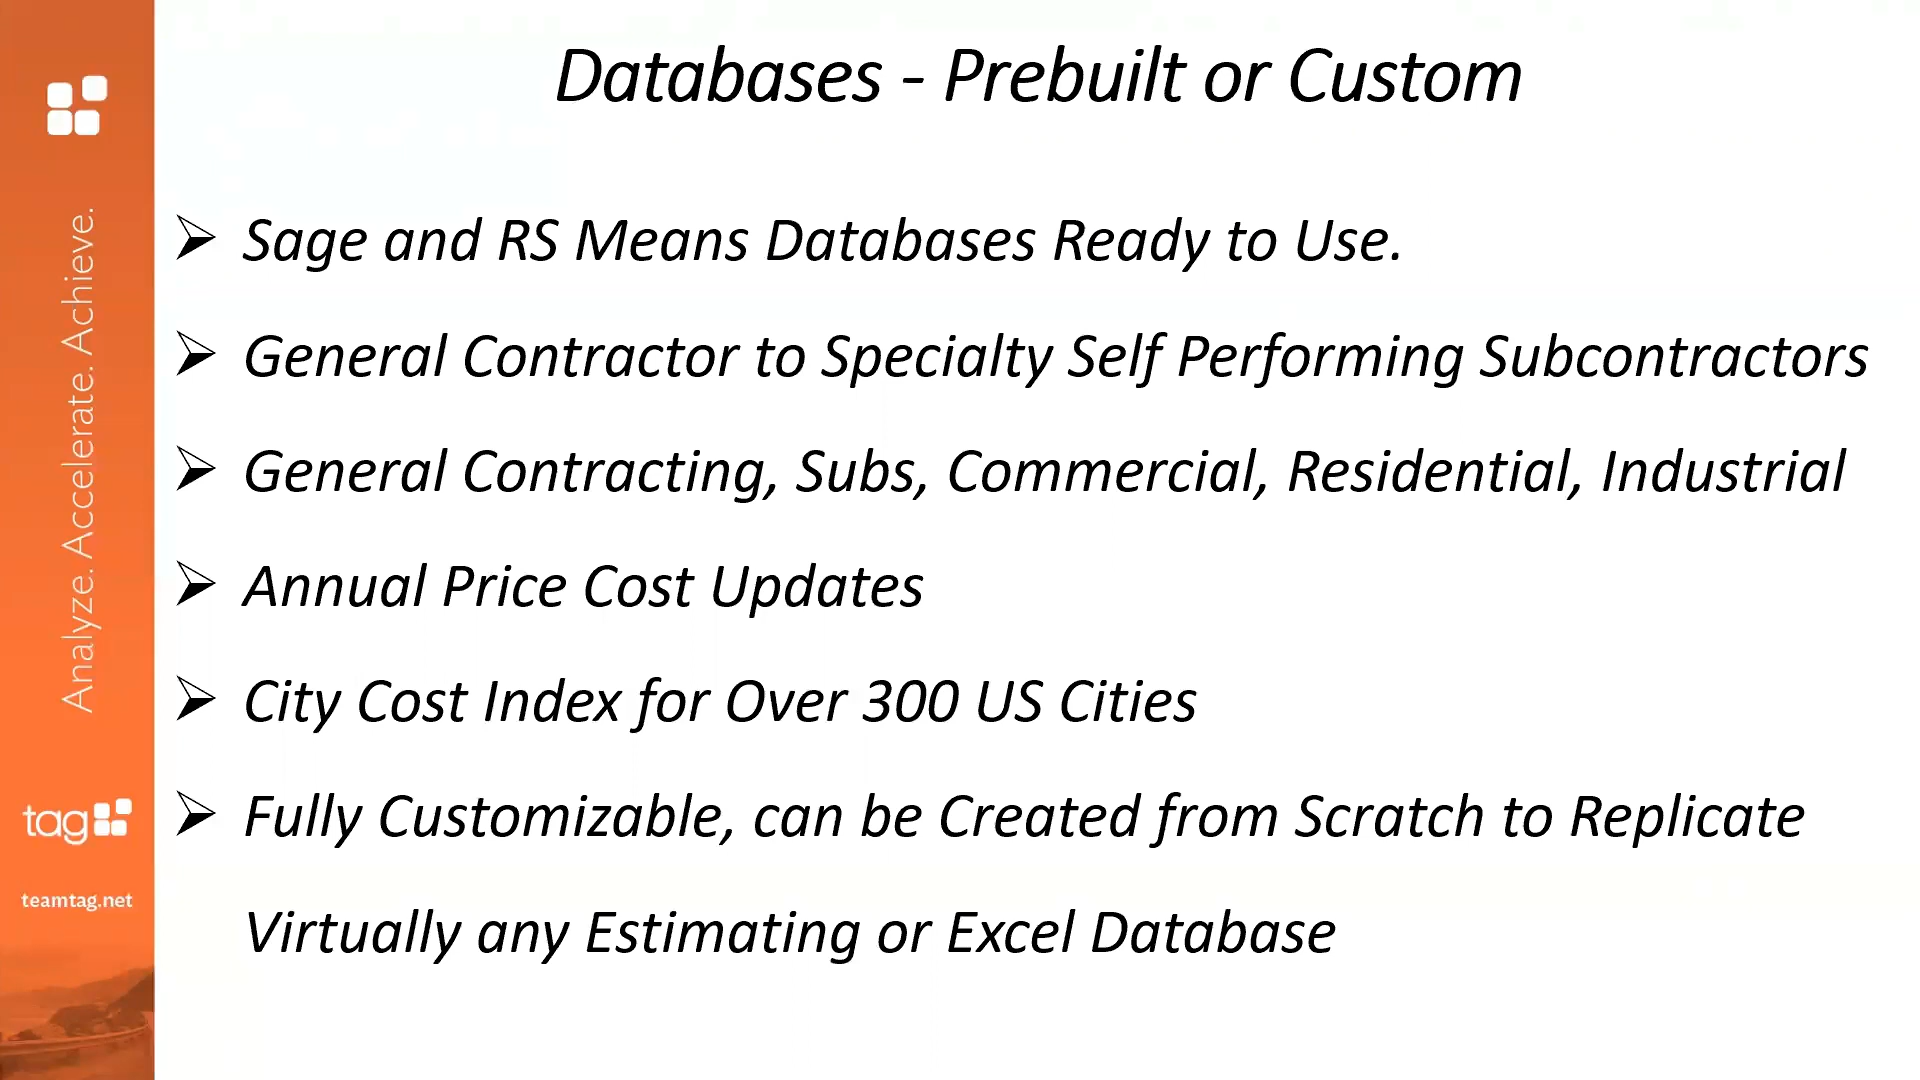 Databases - Prebuilt or Custom
Sage and RS Means Databases Ready to Use.
General Contractor to Specialty Self Performing Subcontractors
General Contracting, Subs, Commercial, Residential, Industrial
Annual Price Cost Updates
City Cost Index for Over 300 US Cities
Fully Customizable, can be Created from Scratch to Replicate
Virtually any Estimating or Excel Database
Analyze. Accelerate. Achieve.
tag
teamtag.net